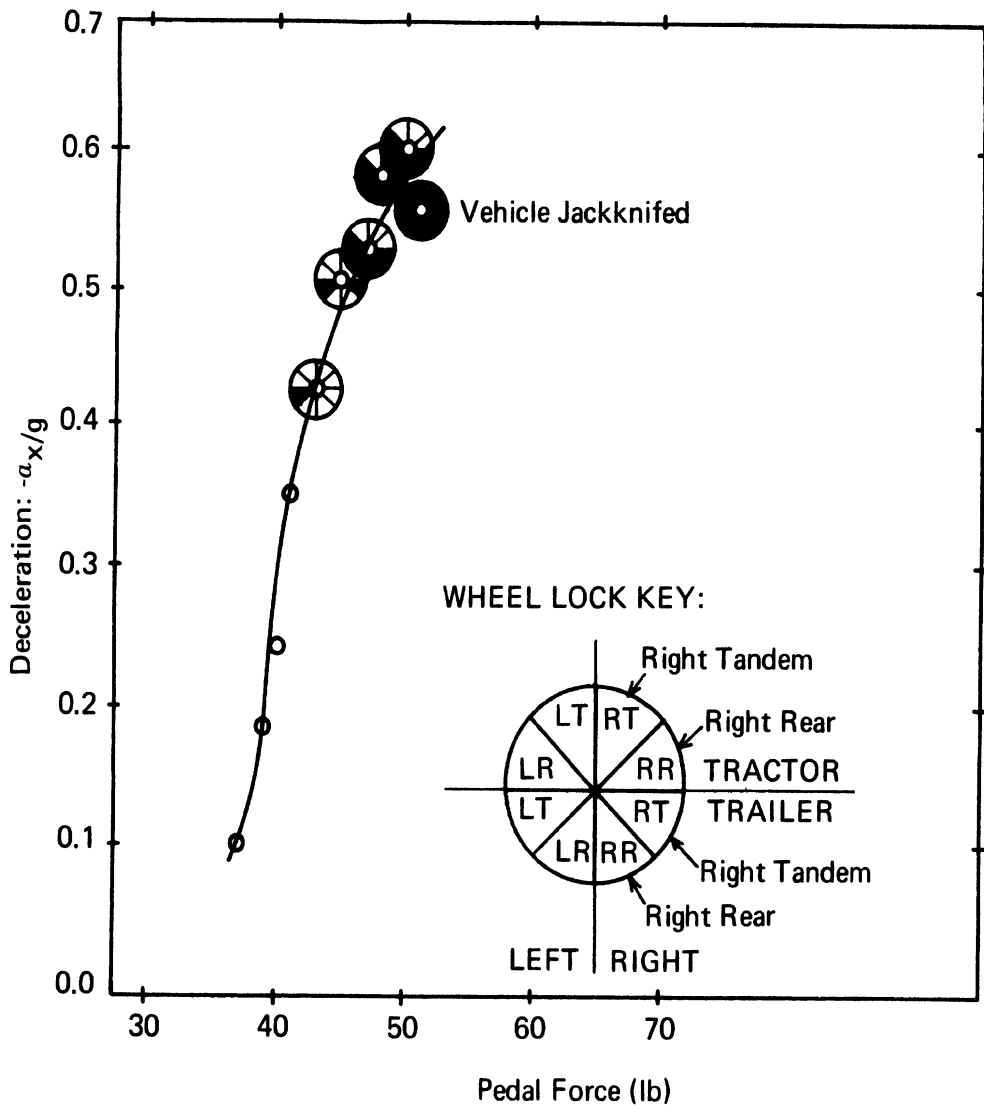 0.7
0.6
0.5
0.4
0.3
0.2
0.1
0.0
Deceleration: -ax/g
Vehicle Jackknifed
WHEEL LOCK KEY:
Right Tandem
LT RT
Right Rear
LR RR TRACTOR
LT RT TRAILER
LR RR
Right Tandem
Right Rear
LEFT RIGHT
30 40 50 60 70
Pedal Force (lb)